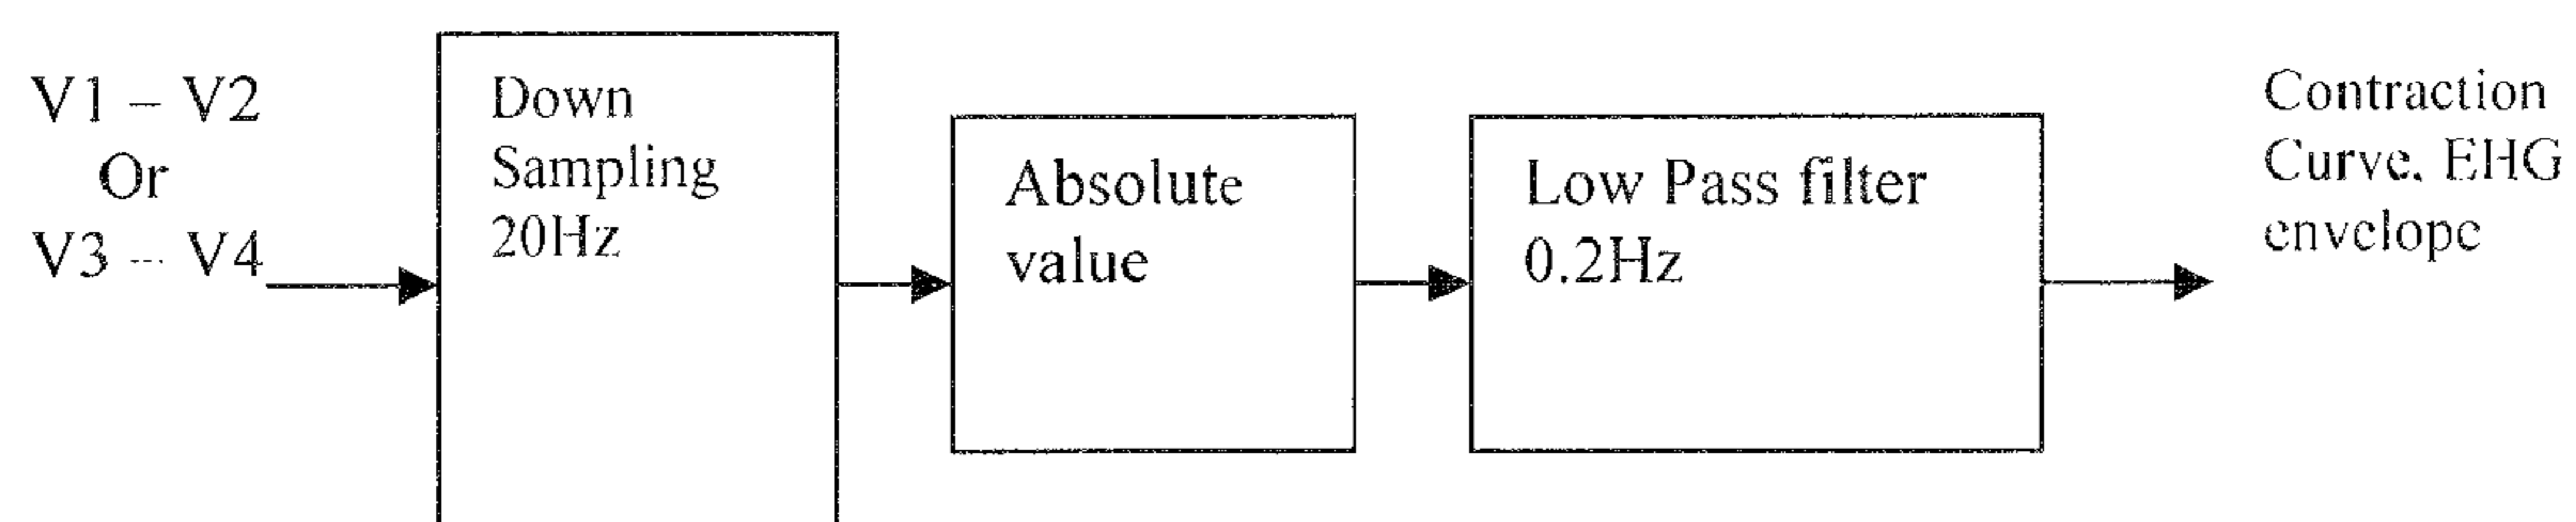 V1 – V2
Or
V3 – V4
Down
Sampling
20Hz
Absolute
value
Low Pass filter
0.2Hz
Contraction
Curve, EHG
envelope